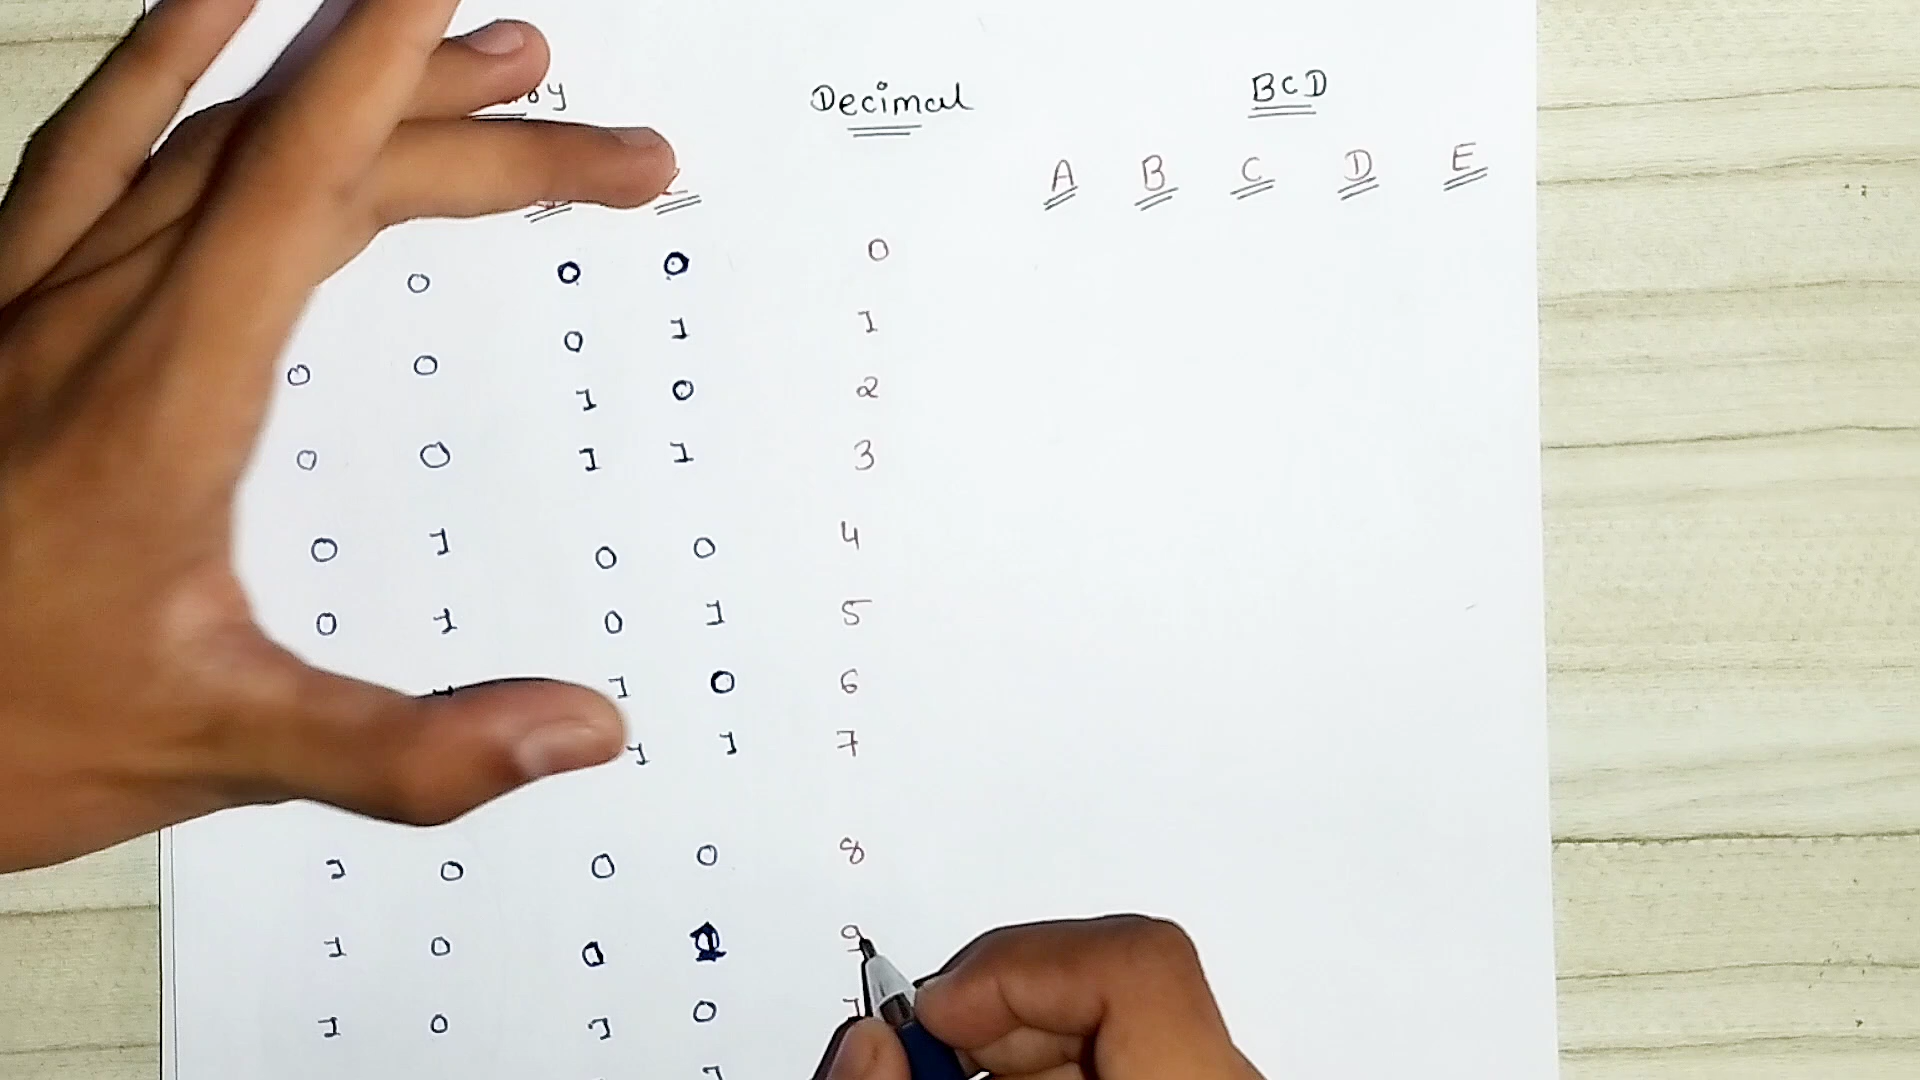 Decimal BCD
A B C D E
0 0 0 0
0 0 0 1 1
1 0 2
0 0 1 1 3
0 1 0 0 4
0 1 0 1 5
1 0 6
1 1 7
1 0 0 0 8
1 0 0 9
1 0 1 0